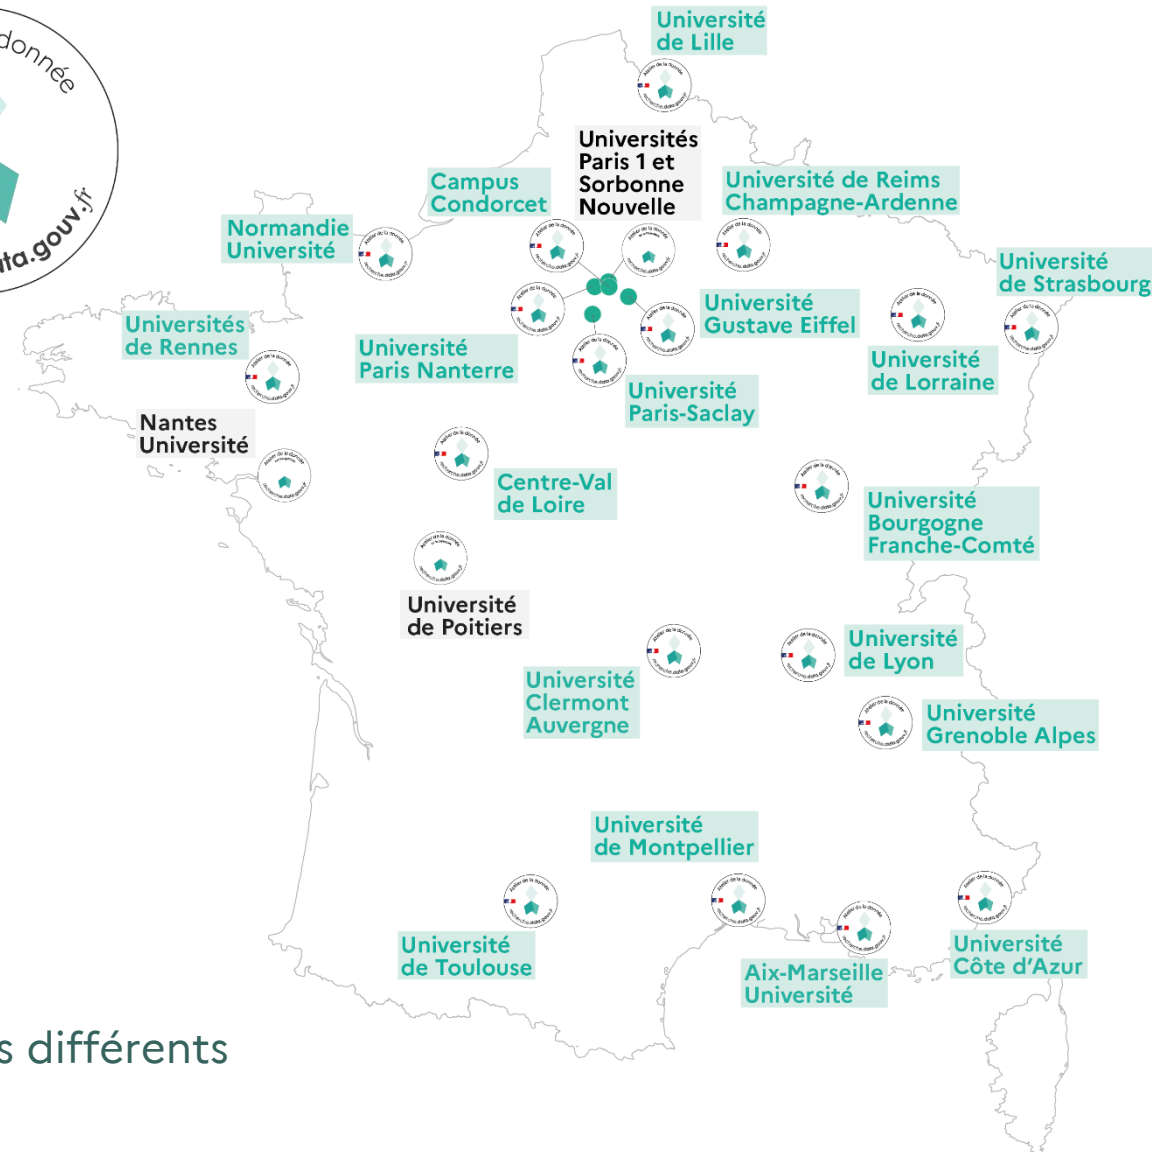 donnée
ata.gouv.fr
Université
de Lille
Universités
Paris 1 et
Sorbonne
Nouvelle
Campus
Condorcet
Université de Reims
Champagne-Ardenne
Normandie
Université
Université
de Strasbourg
Université
Gustave Eiffel
Universités
de Rennes
Université
Paris Nanterre
Université
de Lorraine
Université
Paris-Saclay
Nantes
Université
Centre-Val
de Loire
Université
Bourgogne
Franche-Comté
Université
de Poitiers
Université
de Lyon
Université
Clermont
Auvergne
Université
Grenoble Alpes
Université
de Montpellier
Université
de Toulouse
Université
Côte d’Azur
Aix-Marseille
Université
s différents